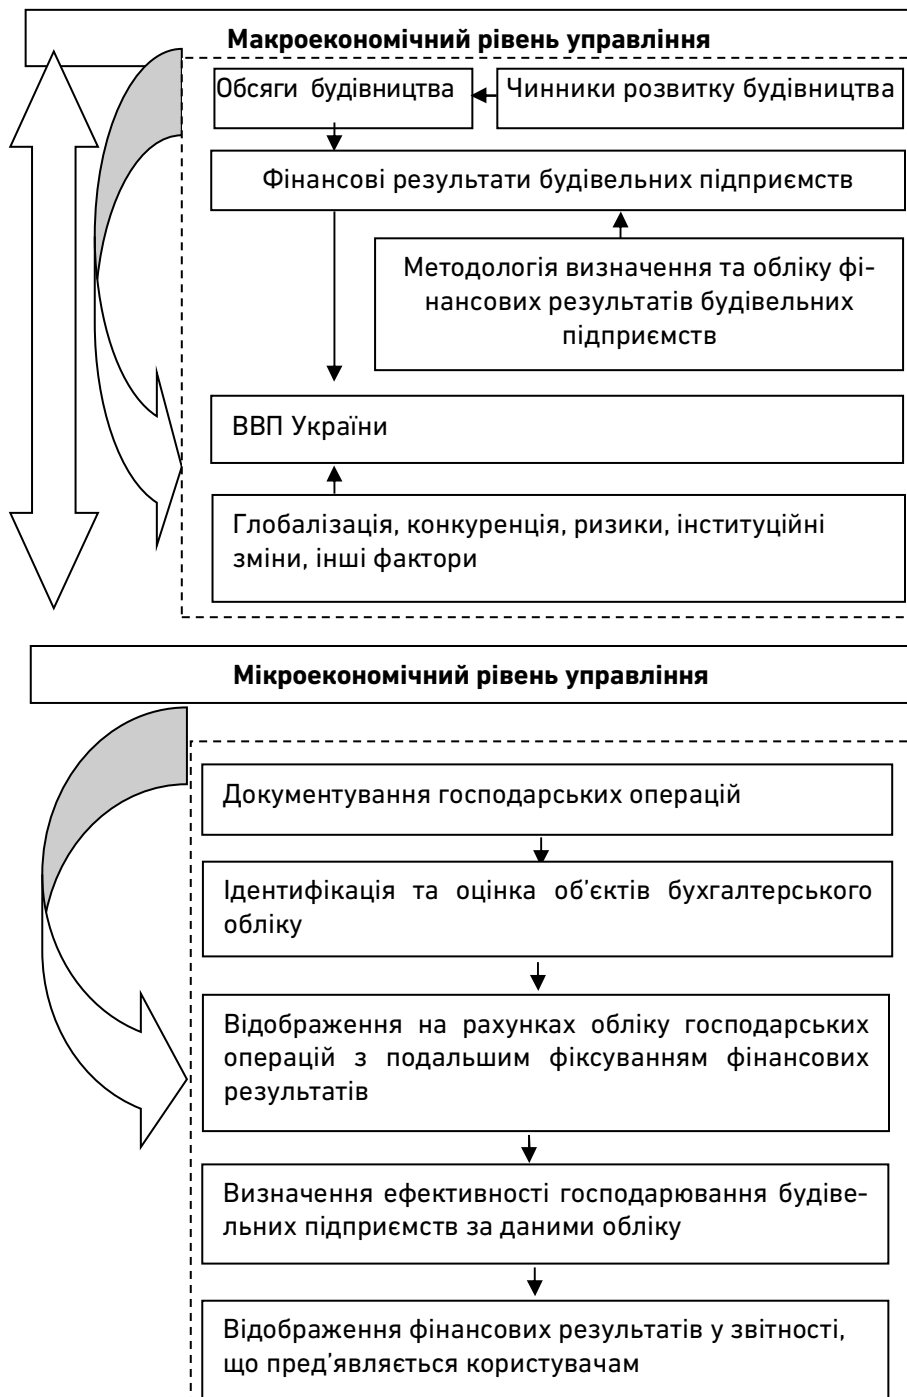 Макроекономічний рівень управління
Обсяги будівництва
Чинники розвитку будівництва
Фінансові результати будівельних підприємств
Методологія визначення та обліку фі-
нансових результатів будівельних
підприємств
ВВП України
Глобалізація, конкуренція, ризики, інституційні
зміни, інші фактори
Мікроекономічний рівень управління
Документування господарських операцій
Ідентифікація та оцінка об’єктів бухгалтерського
обліку
Відображення на рахунках обліку господарських
операцій з подальшим фіксуванням фінансових
результатів
Визначення ефективності господарювання будіве-
льних підприємств за даними обліку
Відображення фінансових результатів у звітності,
що пред’являється користувачам